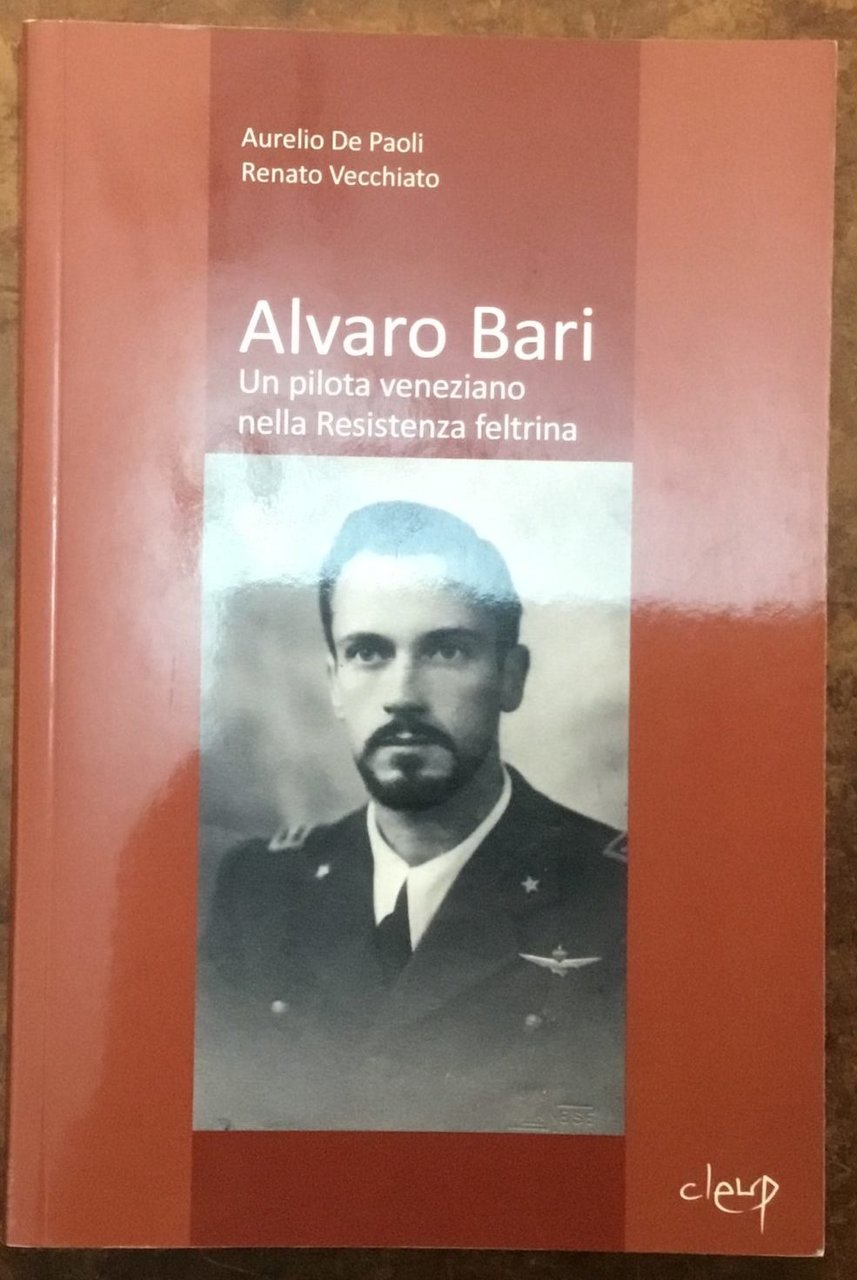 Aurelio De Paoli
Renato Vecchiato
Alvaro Bari
Un pilota veneziano
nella Resistenza feltrina
cleup